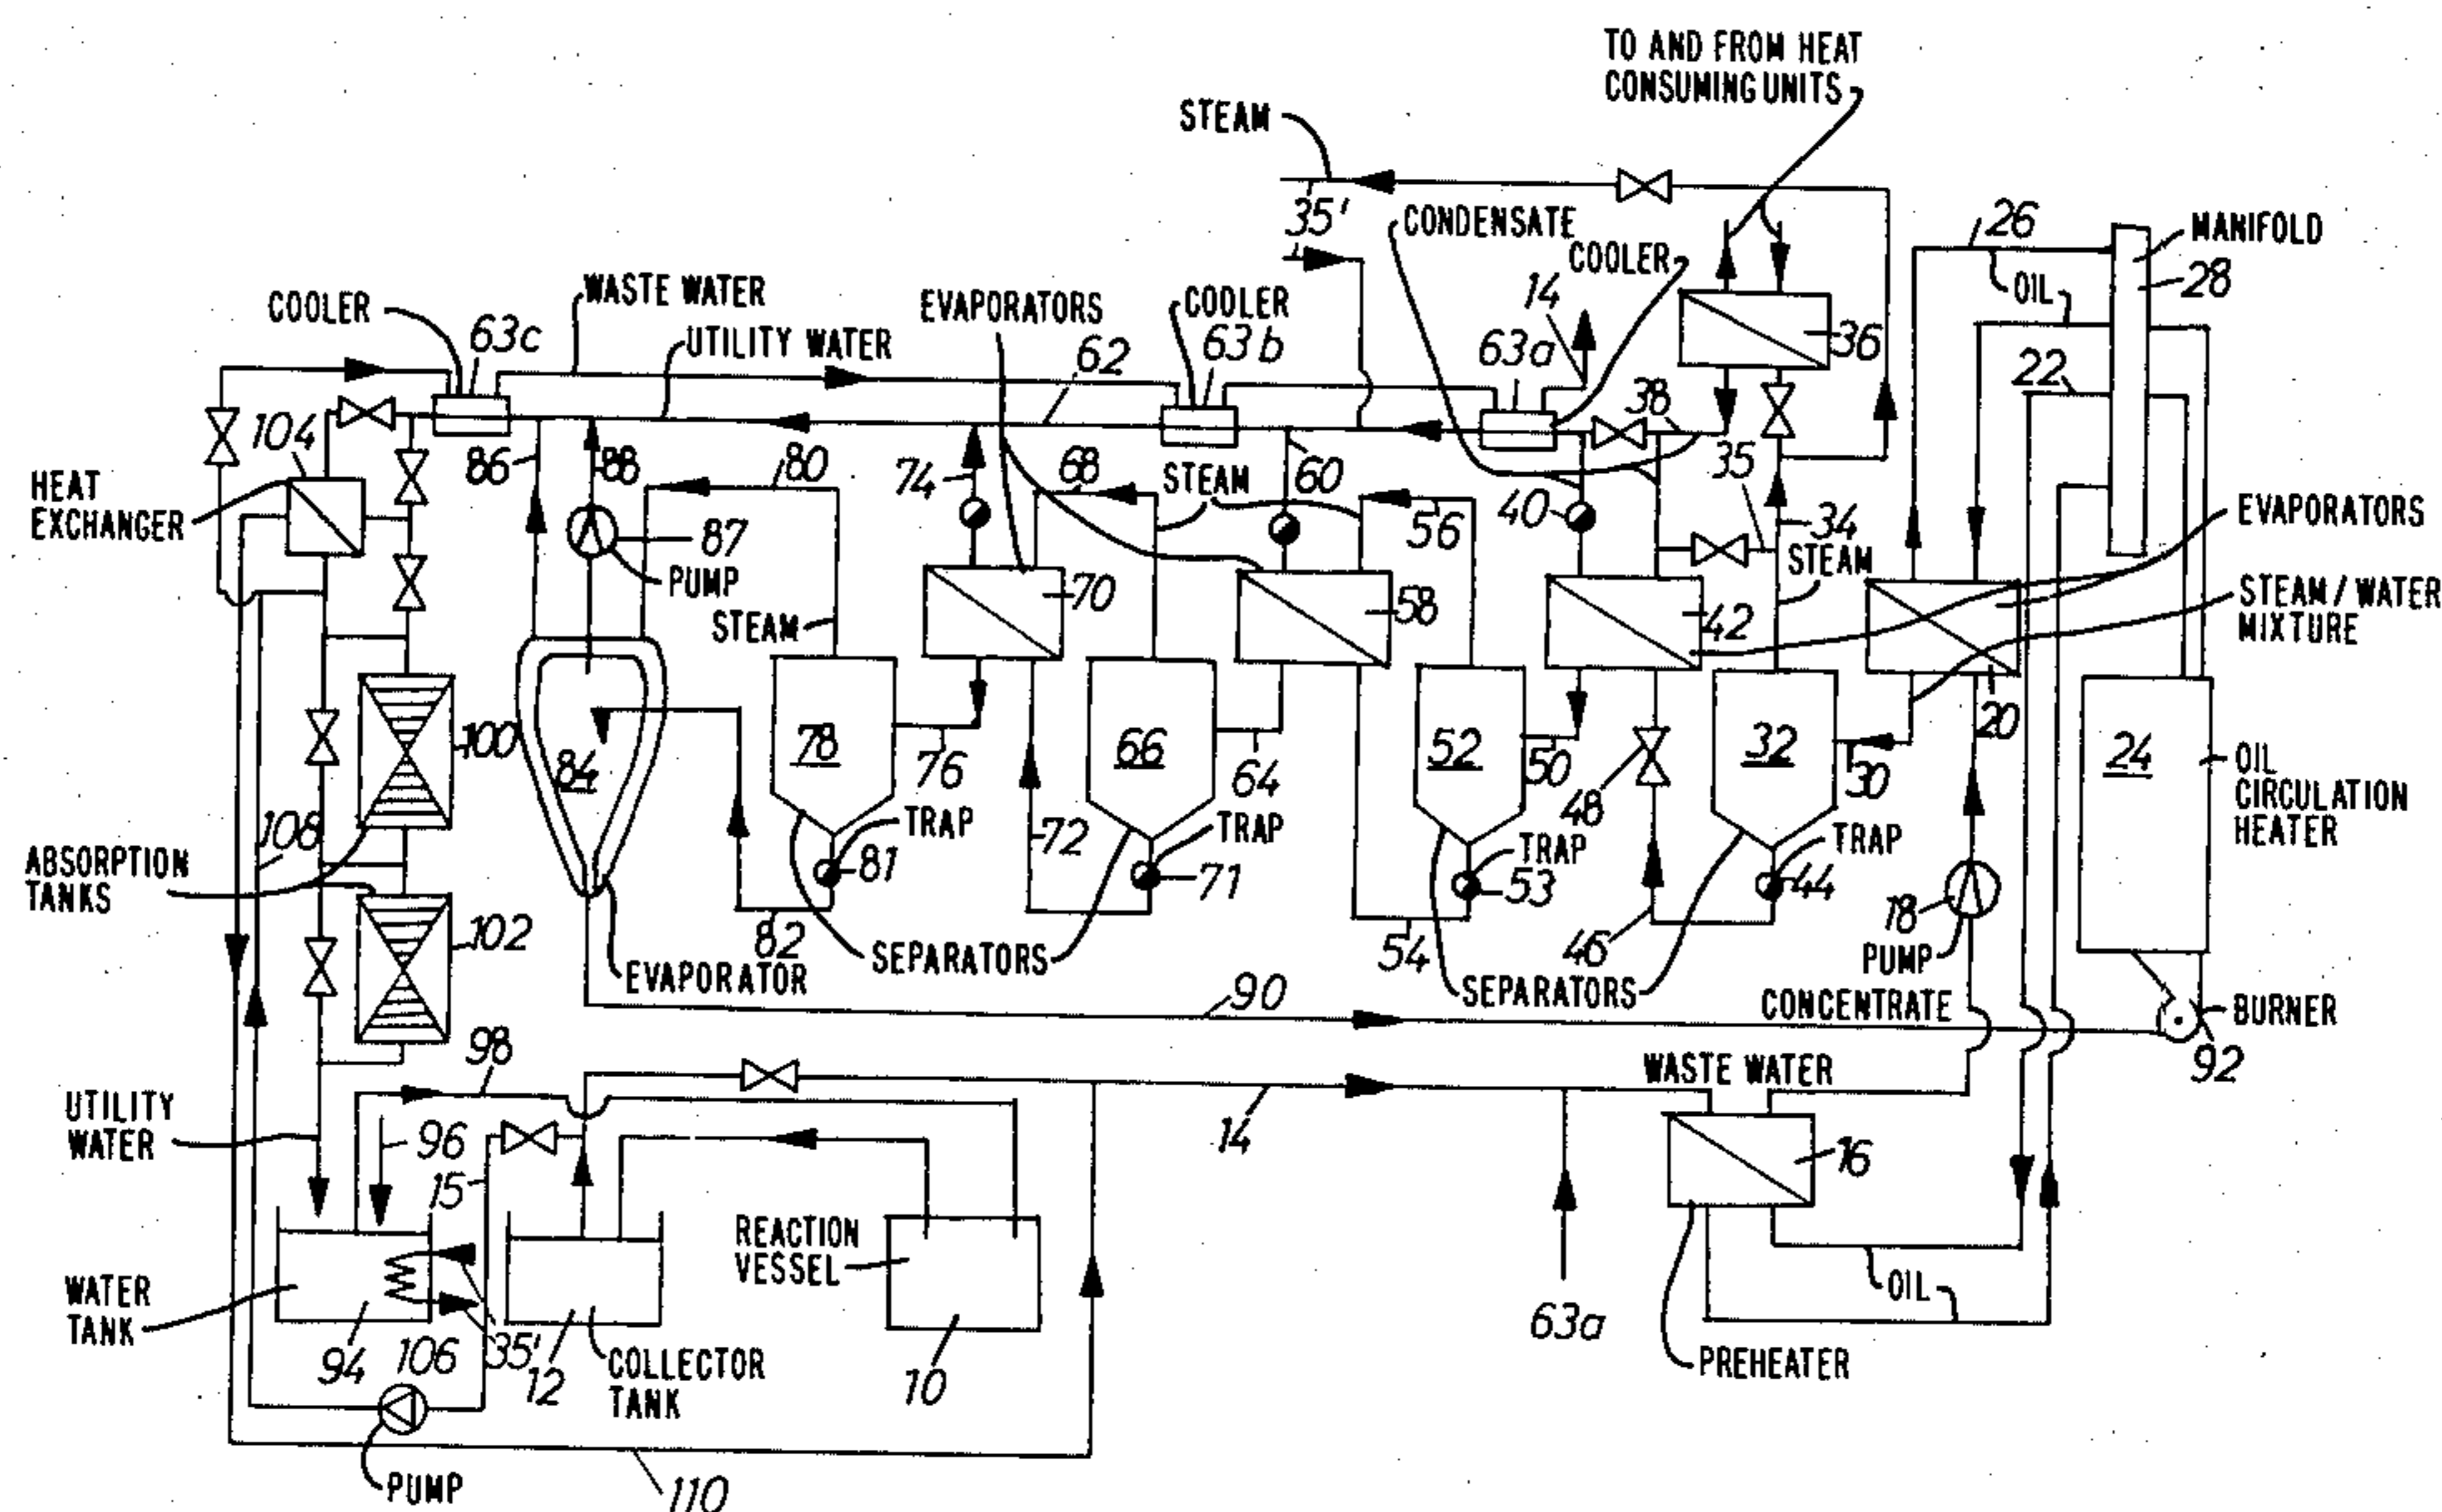 TO AND FROM HEAT
CONSUMING UNITS
STEAM
35'
CONDENSATE
COOLER
14
26
MANIFOLD
OIL
28
COOLER
63c
WASTE WATER
UTILITY WATER
EVAPORATORS
COOLER
63b
62
63a
36
22
38
104
HEAT
EXCHANGER
86
88
80
74
68
STEAM
60
56
40
35
34
STEAM
EVAPORATORS
87
PUMP
STEAM
70
58
42
STEAM/WATER
MIXTURE
20
100
84
78
76
66
64
52
50
48
32
30
24
OIL
CIRCULATION
HEATER
108
ABSORPTION
TANKS
TRAP
81
72
TRAP
71
TRAP
53
TRAP
44
18
PUMP
102
82
SEPARATORS
54
46
EVAPORATOR
SEPARATORS
90
CONCENTRATE
BURNER
92
98
WASTE WATER
UTILITY
WATER
96
15
14
16
REACTION
VESSEL
WATER
TANK
94
106
35'
12
COLLECTOR
TANK
10
63a
OIL
PREHEATER
PUMP
110